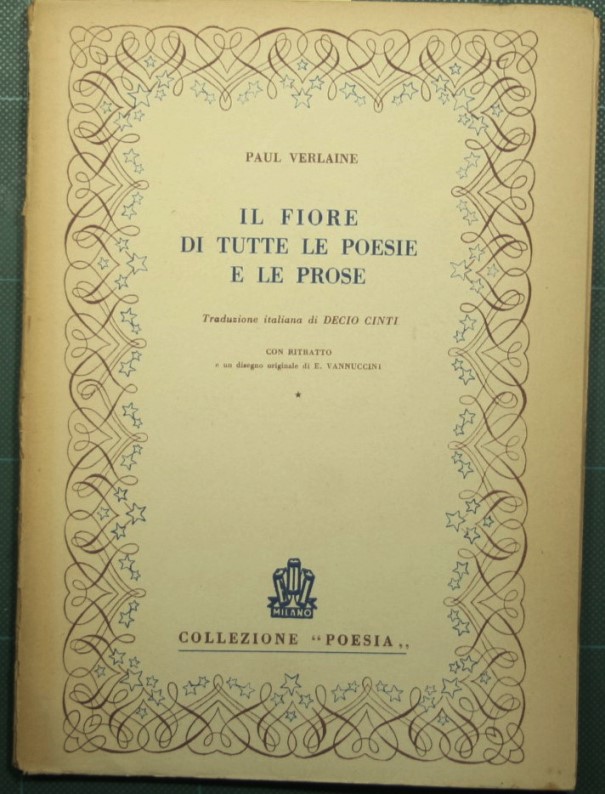 PAUL VERLAINE
IL FIORE
DI TUTTE LE POESIE
E LE PROSE
Traduzione italiana di DECIO CINTI
CON RITRATTO
e un disegno originale di E. VANNUCCINI
MILANO
COLLEZIONE “ POESIA „